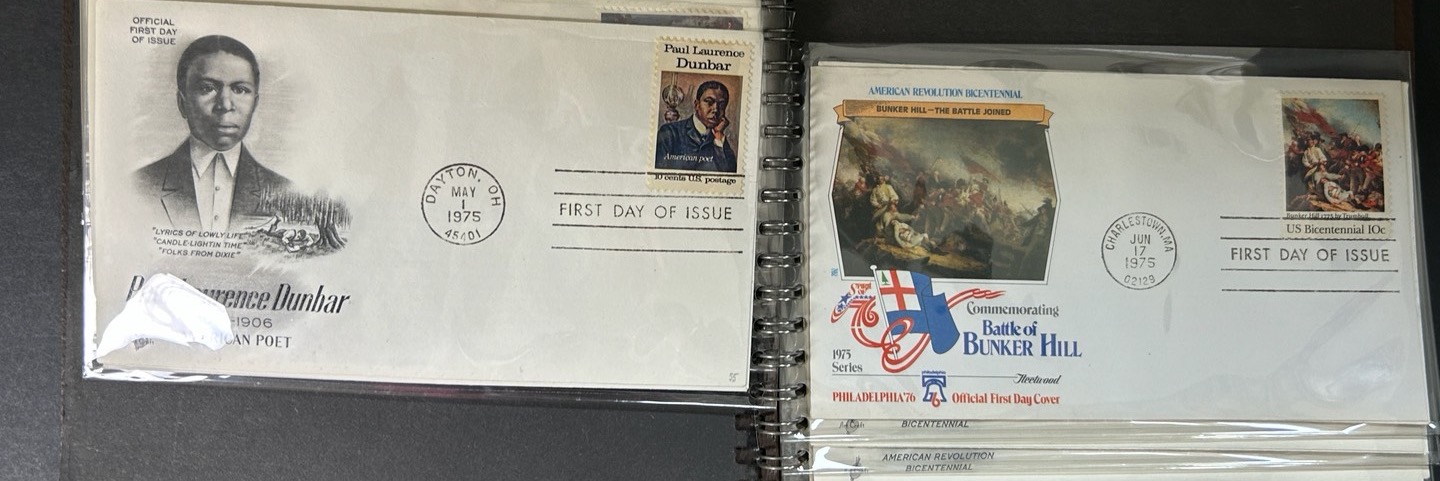 OFFICIAL
FIRST DAY
OF ISSUE
"LYRICS OF LOWLY LIFE"
"CANDLE-LIGHTIN TIME"
"FOLKS FROM DIXIE"
Laurence Dunbar
-1906
POET
DAYTON, OH
MAY
1
1975
45401
Paul Laurence
Dunbar
American poet
10 cents U.S. postage
FIRST DAY OF ISSUE
AMERICAN REVOLUTION BICENTENNIAL
BUNKER HILL—THE BATTLE JOINED
Spirit
OF
76
Commemorating
Battle of
BUNKER HILL
1975
Series
Fleetwood
PHILADELPHIA '76
76
Official First Day Cover
CHARLESTOWN, MA
JUN
17
1975
02129
Bunker Hill 1775 by Trumbull
US Bicentennial 10c
FIRST DAY OF ISSUE
BICENTENNIAL
AMERICAN REVOLUTION
BICENTENNIAL